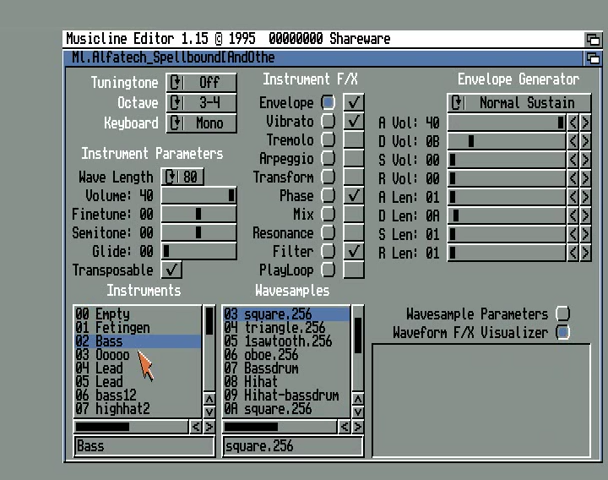 Musicline Editor 1.15 © 1995 00000000 Shareware
Ml.Alfatech_Spellbound[AndOthe
Tuningtone Off
Octave 3-4
Keyboard Mono
Instrument Parameters
Wave Length 80
Volume: 40
Finetune: 00
Semitone: 00
Glide: 00
Transposable
Instrument F/X
Envelope
Vibrato
Tremolo
Arpeggio
Transform
Phase
Mix
Resonance
Filter
PlayLoop
Envelope Generator
Normal Sustain
A Vol: 40
D Vol: 0B
S Vol: 00
R Vol: 00
A Len: 01
D Len: 0A
S Len: 01
R Len: 01
Instruments
00 Empty
01 Fetingen
02 Bass
03 Ooooo
04 Lead
05 Lead
06 bass12
07 highhat2
Bass
Wavesamples
03 square.256
04 triangle.256
05 1sawtooth.256
06 oboe.256
07 Bassdrum
08 Hihat
09 Hihat-bassdrum
0A square.256
square.256
Wavesample Parameters
Waveform F/X Visualizer